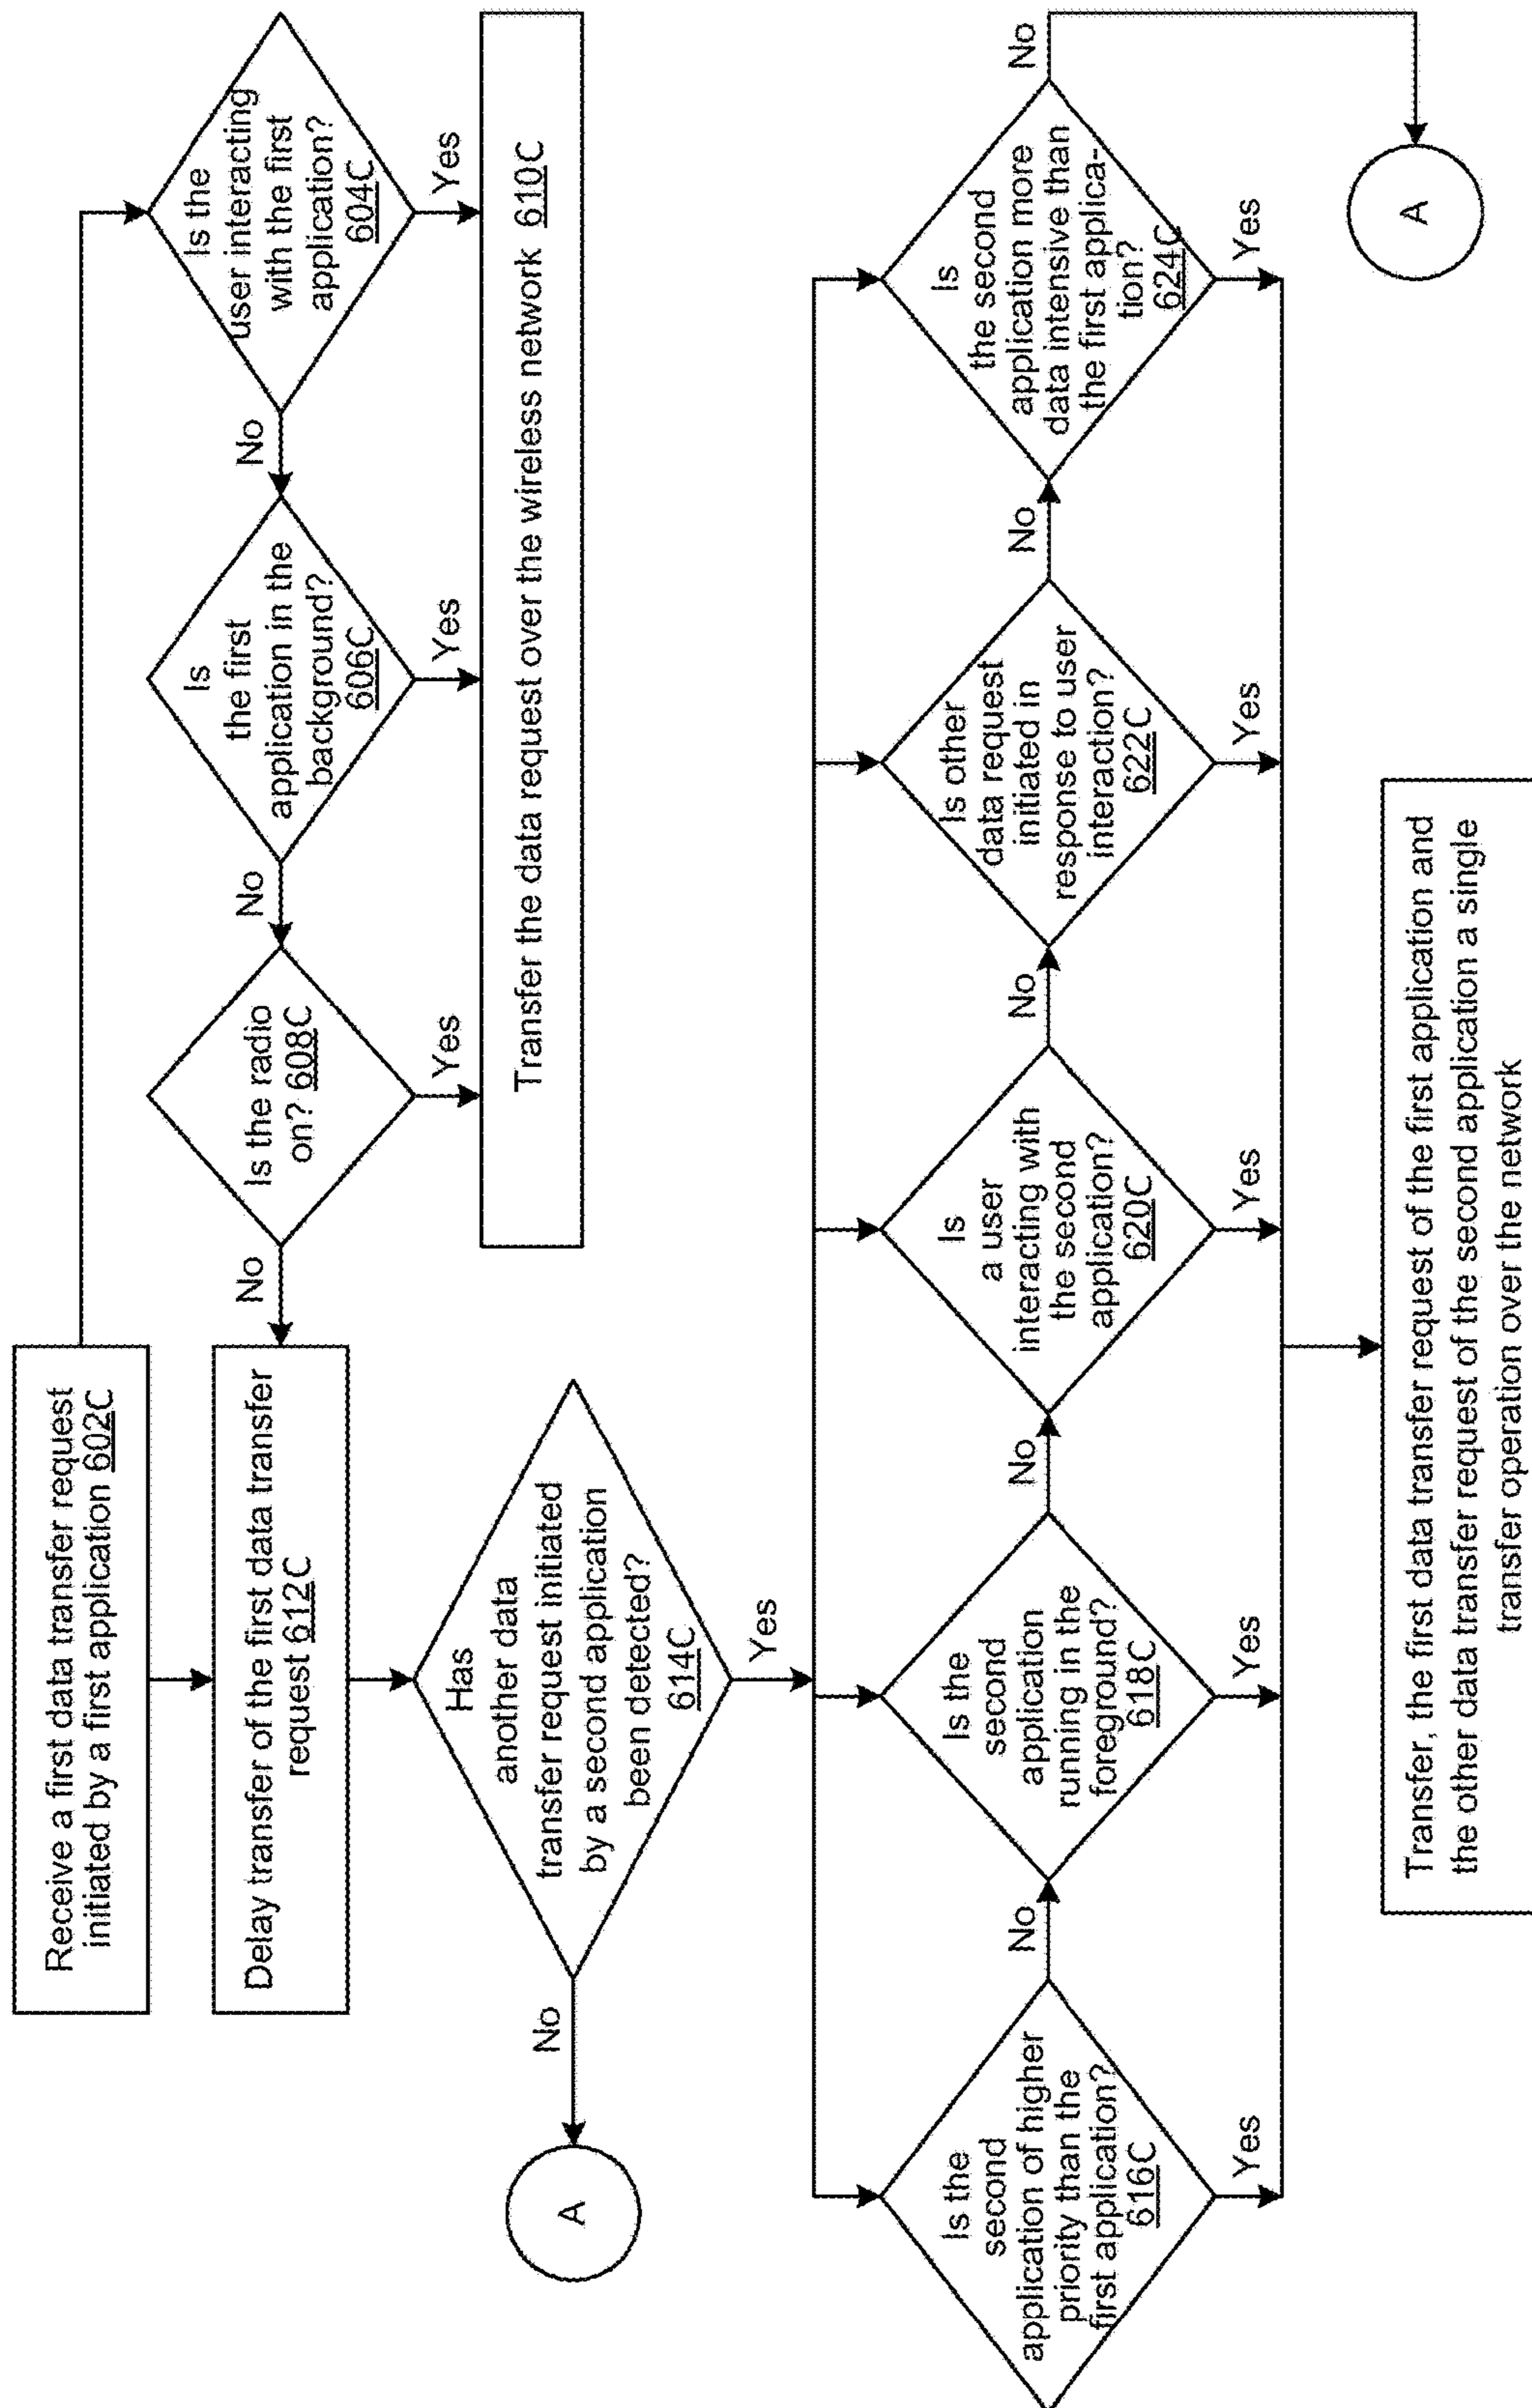 Receive a first data transfer request
initiated by a first application 602C
Is the
user interacting
with the first
application?
604C
No
Yes
Is
the first
application in the
background?
606C
No
Yes
Is the radio
on? 608C
No
Yes
Transfer the data request over the wireless network 610C
Delay transfer of the first data transfer
request 612C
Has
another data
transfer request initiated
by a second application
been detected?
614C
No
A
Yes
Is the
second
application of higher
priority than the
first application?
616C
No
Yes
Is the
second
application
running in the
foreground?
618C
No
Yes
Is
a user
interacting with
the second
application?
620C
No
Yes
Is other
data request
initiated in
response to user
interaction?
622C
No
Yes
Is
the second
application more
data intensive than
the first applica-
tion?
624C
No
Yes
A
Transfer, the first data transfer request of the first application and
the other data transfer request of the second application a single
transfer operation over the network